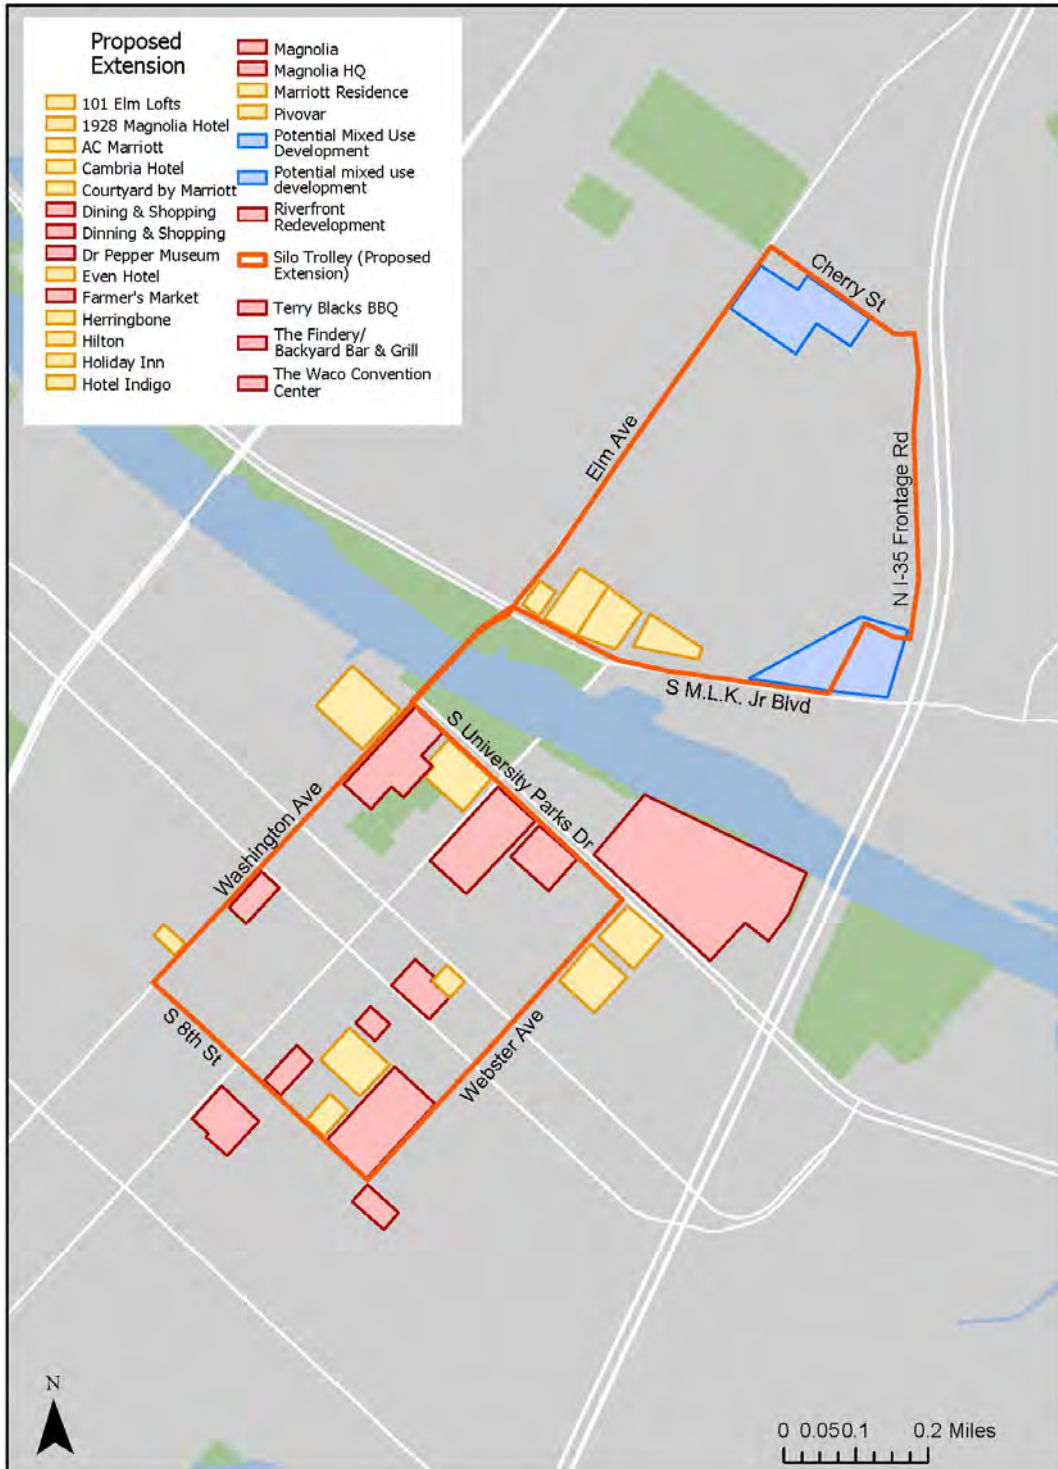 Proposed
Extension
101 Elm Lofts
1928 Magnolia Hotel
AC Marriott
Cambria Hotel
Courtyard by Marriott
Dining & Shopping
Dinning & Shopping
Dr Pepper Museum
Even Hotel
Farmer's Market
Herringbone
Hilton
Holiday Inn
Hotel Indigo
Magnolia
Magnolia HQ
Marriott Residence
Pivovar
Potential Mixed Use
Development
Potential mixed use
development
Riverfront
Redevelopment
Silo Trolley (Proposed
Extension)
Terry Blacks BBQ
The Findery/
Backyard Bar & Grill
The Waco Convention
Center
Cherry St
Elm Ave
N I-35 Frontage Rd
S M.L.K. Jr Blvd
S University Parks Dr
Washington Ave
S 8th St
Webster Ave
N
0 0.050.1 0.2 Miles